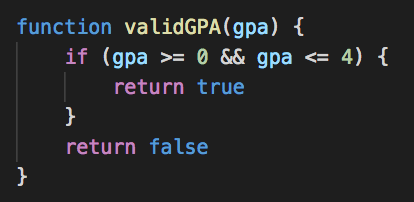 function validGPA(gpa) {
    if (gpa >= 0 && gpa <= 4) {
        return true
    }
    return false
}